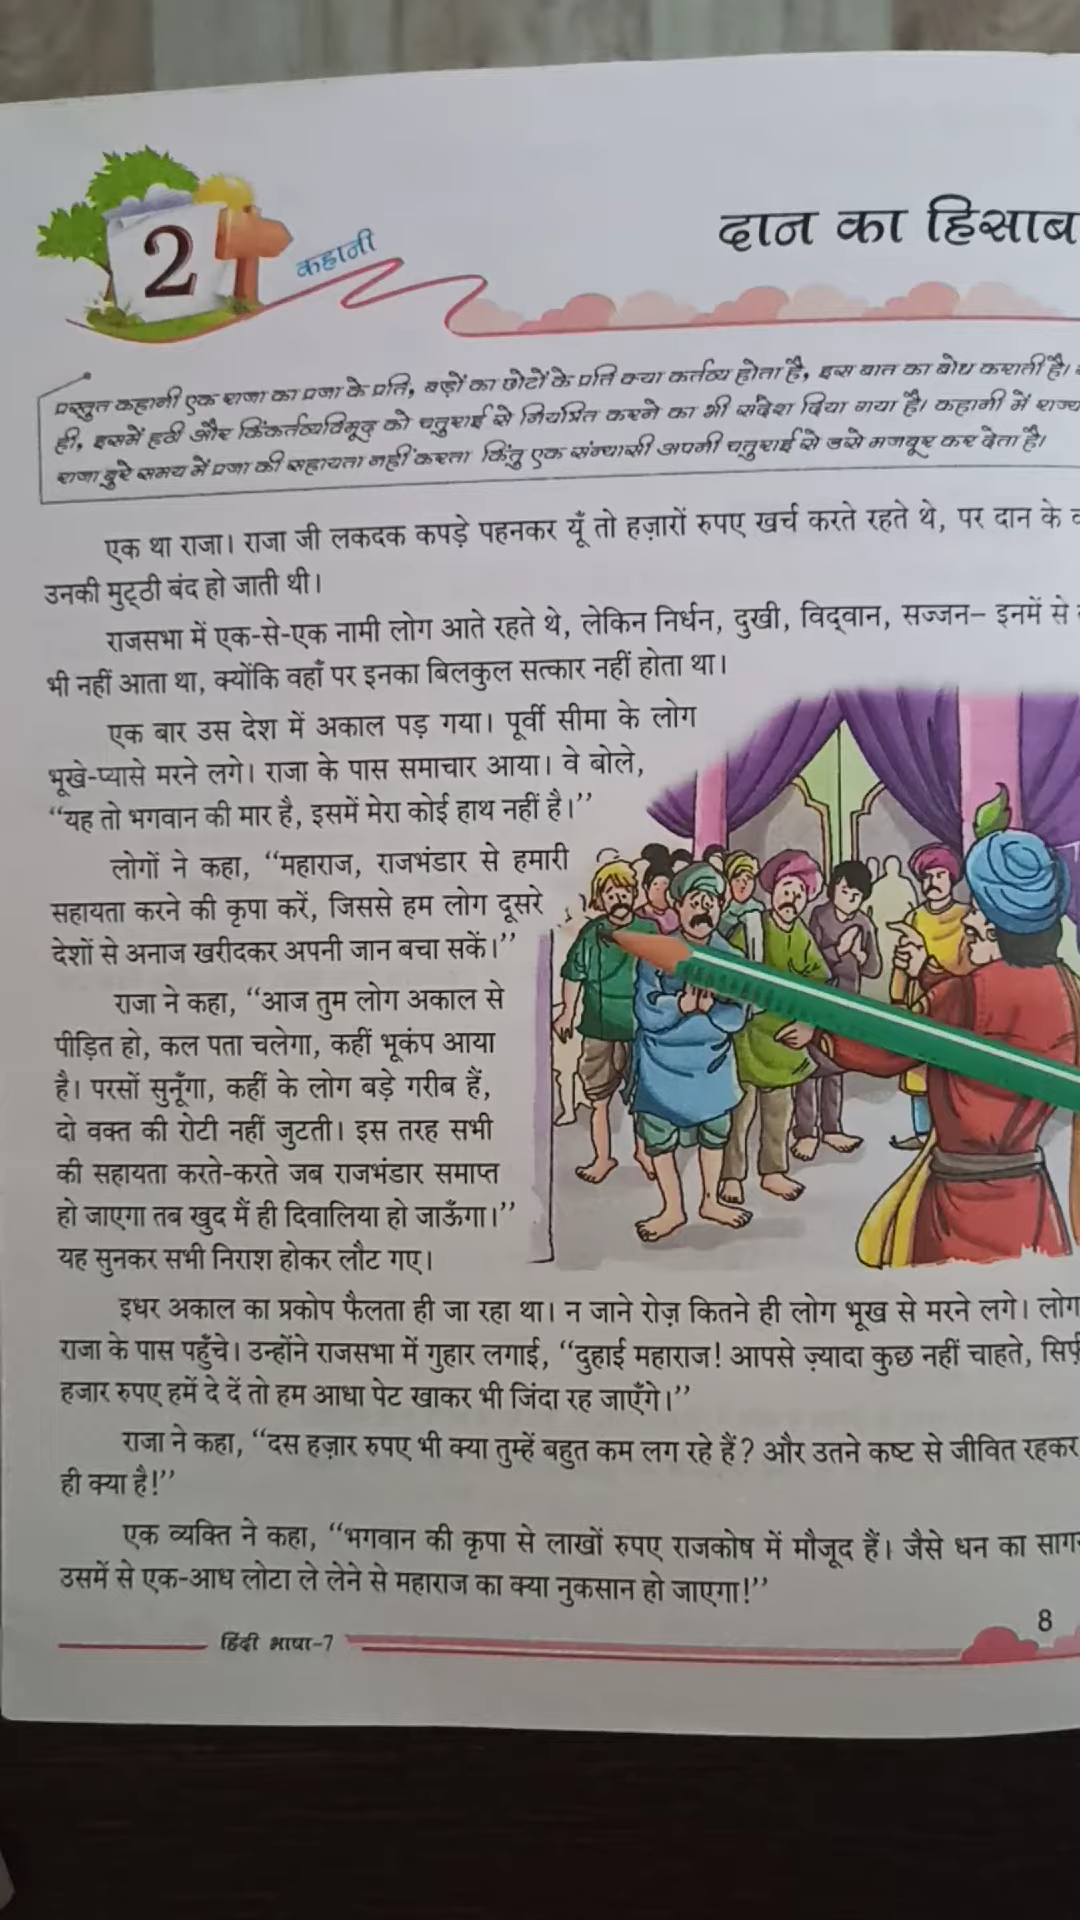 2
कहानी
दान का हिसाब
प्रस्तुत कहानी एक राजा का प्रजा के प्रति, बड़ों का छोटों के प्रति क्या कर्तव्य होता है, इस बात का बोध कराती है।
ही, इसमें हठी और किंकर्तव्यविमूढ़ को चतुराई से नियंत्रित करने का भी संदेश दिया गया है। कहानी में राज्य
राजा बुरे समय में प्रजा की सहायता नहीं करता किंतु एक संन्यासी अपनी चतुराई से उसे मजबूर कर देता है।
एक था राजा। राजा जी लकदक कपड़े पहनकर यूँ तो हज़ारों रुपए खर्च करते रहते थे, पर दान के
उनकी मुट्ठी बंद हो जाती थी।
राजसभा में एक-से-एक नामी लोग आते रहते थे, लेकिन निर्धन, दुखी, विद्वान, सज्जन– इनमें से
भी नहीं आता था, क्योंकि वहाँ पर इनका बिलकुल सत्कार नहीं होता था।
एक बार उस देश में अकाल पड़ गया। पूर्वी सीमा के लोग
भूखे-प्यासे मरने लगे। राजा के पास समाचार आया। वे बोले,
“यह तो भगवान की मार है, इसमें मेरा कोई हाथ नहीं है।”
लोगों ने कहा, “महाराज, राजभंडार से हमारी
सहायता करने की कृपा करें, जिससे हम लोग दूसरे
देशों से अनाज खरीदकर अपनी जान बचा सकें।”
राजा ने कहा, “आज तुम लोग अकाल से
पीड़ित हो, कल पता चलेगा, कहीं भूकंप आया
है। परसों सुनूँगा, कहीं के लोग बड़े गरीब हैं,
दो वक्त की रोटी नहीं जुटती। इस तरह सभी
की सहायता करते-करते जब राजभंडार समाप्त
हो जाएगा तब खुद मैं ही दिवालिया हो जाऊँगा।”
यह सुनकर सभी निराश होकर लौट गए।
इधर अकाल का प्रकोप फैलता ही जा रहा था। न जाने रोज़ कितने ही लोग भूख से मरने लगे। लोग
राजा के पास पहुँचे। उन्होंने राजसभा में गुहार लगाई, “दुहाई महाराज! आपसे ज़्यादा कुछ नहीं चाहते, सिर्फ़
हजार रुपए हमें दे दें तो हम आधा पेट खाकर भी जिंदा रह जाएँगे।”
राजा ने कहा, “दस हज़ार रुपए भी क्या तुम्हें बहुत कम लग रहे हैं? और उतने कष्ट से जीवित रहकर
ही क्या है!”
एक व्यक्ति ने कहा, “भगवान की कृपा से लाखों रुपए राजकोष में मौजूद हैं। जैसे धन का
उसमें से एक-आध लोटा ले लेने से महाराज का क्या नुकसान हो जाएगा!”
8
हिंदी भाषा-7